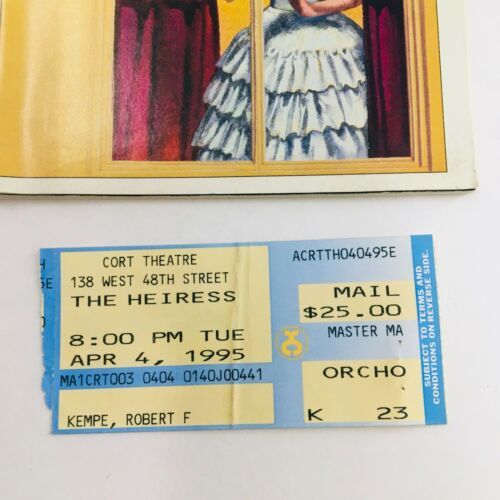 CORT THEATRE
138 WEST 48TH STREET
THE HEIRESS
8:00 PM TUE
APR 4, 1995
MA1CRT003 0404 0140J00441
KEMPE, ROBERT F
ACRTTH040495E
MAIL
$25.00
MASTER MA
ORCHO
K 23
SUBJECT TO TERMS AND
CONDITIONS ON REVERSE SIDE.